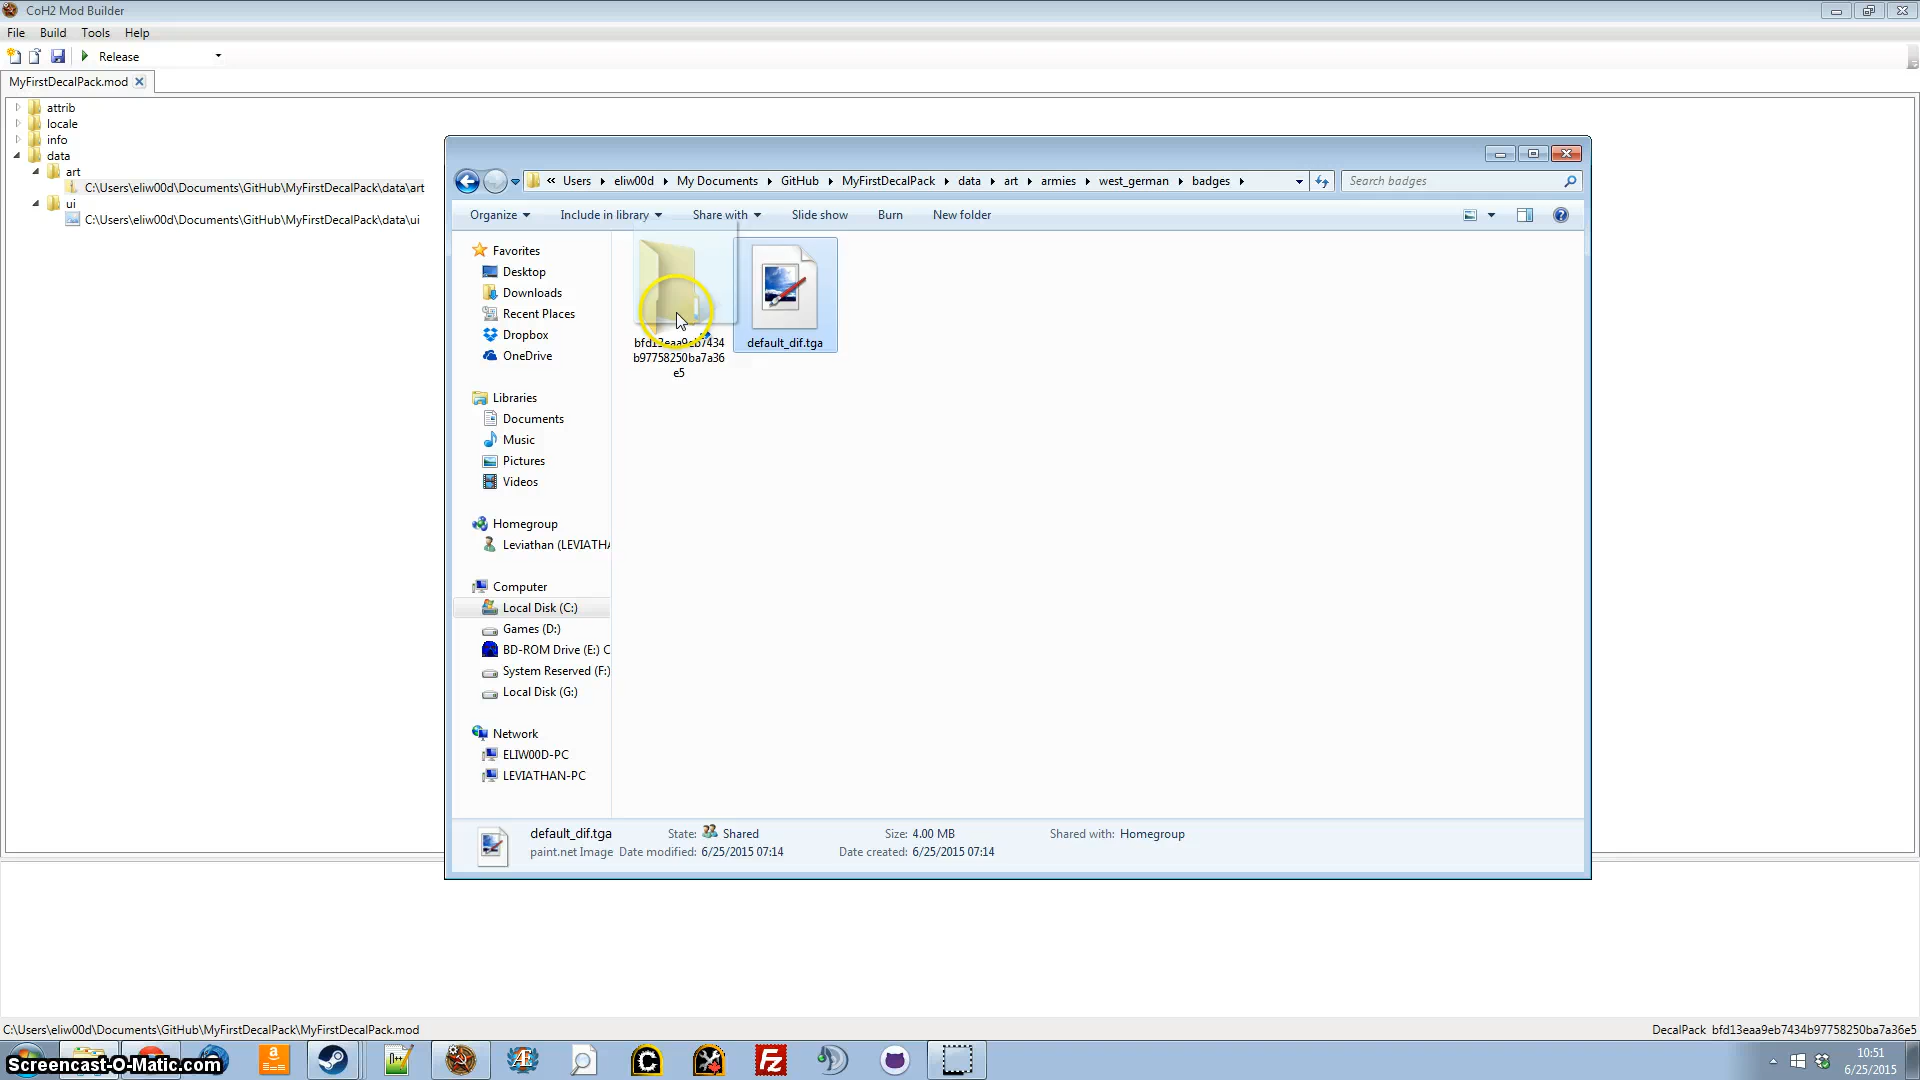 CoH2 Mod Builder
File Build Tools Help
Release
MyFirstDecalPack.mod
attrib
locale
info
data
art
C:\Users\eliw00d\Documents\GitHub\MyFirstDecalPack\data\art
ui
C:\Users\eliw00d\Documents\GitHub\MyFirstDecalPack\data\ui
« Users eliw00d My Documents GitHub MyFirstDecalPack data art armies west_german badges
Search badges
Organize Include in library Share with Slide show Burn New folder
Favorites
Desktop
Downloads
Recent Places
Dropbox
OneDrive
Libraries
Documents
Music
Pictures
Videos
Homegroup
Leviathan (LEVIATHA
Computer
Local Disk (C:)
Games (D:)
BD-ROM Drive (E:) C
System Reserved (F:)
Local Disk (G:)
Network
ELIW00D-PC
LEVIATHAN-PC
bfd13eaa9eb7434
b97758250ba7a36
e5
default_dif.tga
default_dif.tga State: Shared Size: 4.00 MB Shared with: Homegroup
paint.net Image Date modified: 6/25/2015 07:14 Date created: 6/25/2015 07:14
C:\Users\eliw00d\Documents\GitHub\MyFirstDecalPack\MyFirstDecalPack.mod
DecalPack bfd13eaa9eb7434b97758250ba7a36e5
Screencast-O-Matic.com
10:51
6/25/2015